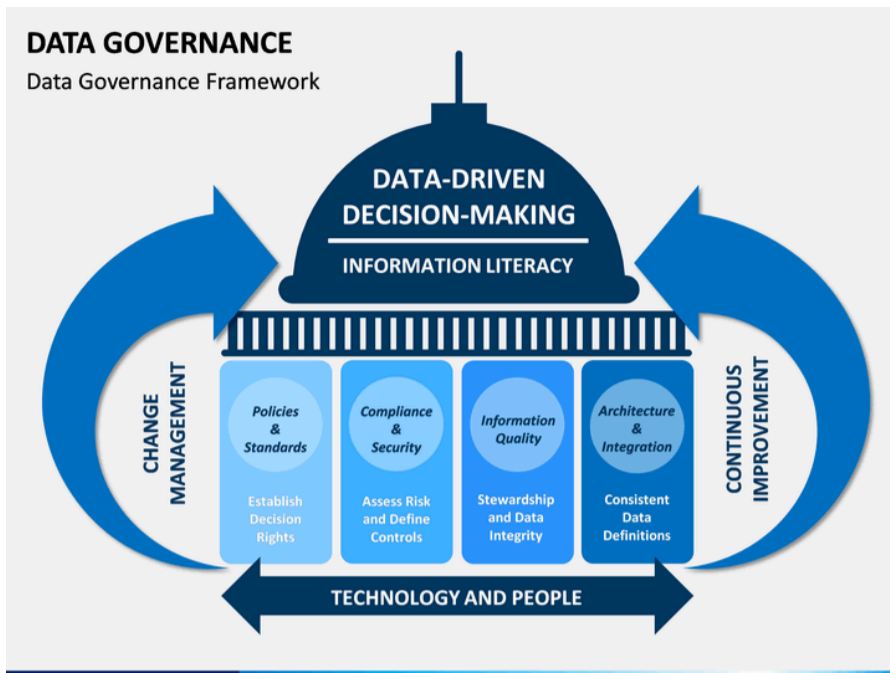 DATA GOVERNANCE
Data Governance Framework
DATA-DRIVEN
DECISION-MAKING
INFORMATION LITERACY
CHANGE
MANAGEMENT
Policies
&
Standards
Establish
Decision
Rights
Compliance
&
Security
Assess Risk
and Define
Controls
Information
Quality
Stewardship
and Data
Integrity
Architecture
&
Integration
Consistent
Data
Definitions
CONTINUOUS
IMPROVEMENT
TECHNOLOGY AND PEOPLE